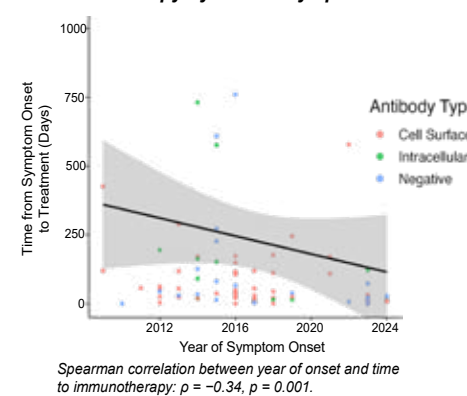 1000
750
500
250
0
Time from Symptom Onset
to Treatment (Days)
2012
2016
2020
2024
Year of Symptom Onset
Antibody Typ
Cell Surface
Intracellular
Negative
Spearman correlation between year of onset and time
to immunotherapy: ρ = −0.34, p = 0.001.